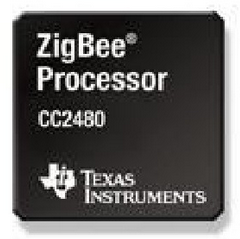 ZigBee®
Processor
CC2480
TEXAS
INSTRUMENTS